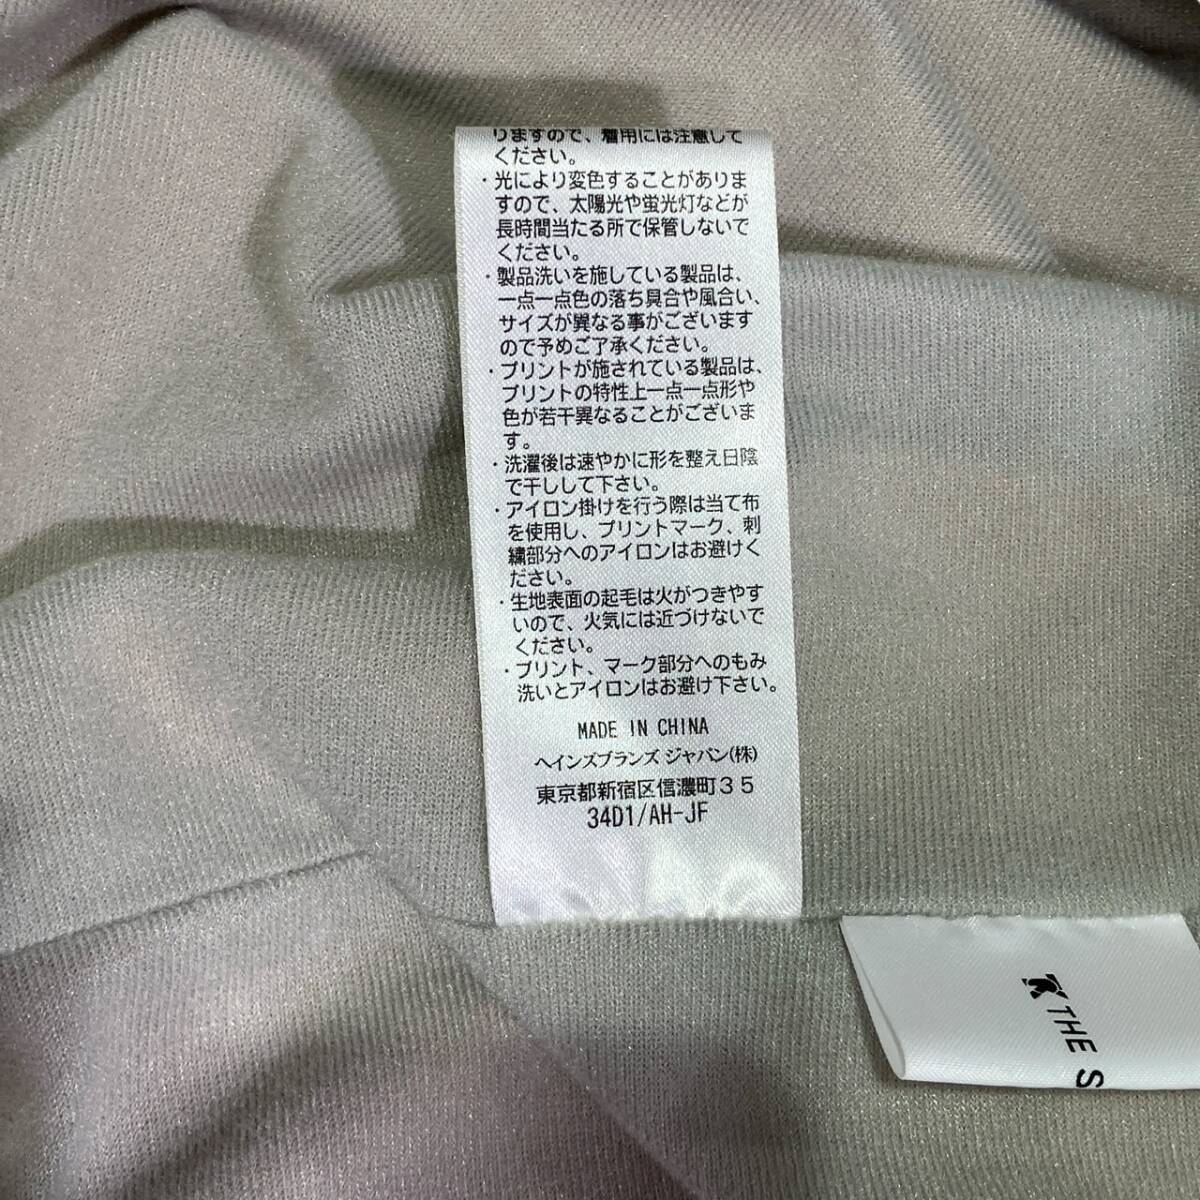 りますので、着用には注意して
ください。
・光により変色することがありま
すので、太陽光や蛍光灯などが
長時間当たる所で保管しないで
ください。
・製品洗いを施している製品は、
一点一点色の落ち具合や風合い、
サイズが異なる事がございます
ので予めご了承ください。
・プリントが施されている製品は、
プリントの特性上一点一点形や
色が若干異なることがございま
す。
・洗濯後は速やかに形を整え日陰
で干しして下さい。
・アイロン掛けを行う際は当て布
を使用し、プリントマーク、刺
繍部分へのアイロンはお避けく
ださい。
・生地表面の起毛は火がつきやす
いので、火気には近づけないで
ください。
・プリント、マーク部分へのもみ
洗いとアイロンはお避け下さい。
MADE IN CHINA
ヘインズブランズ ジャパン(株)
東京都新宿区信濃町35
34D1/AH-JF
THE S